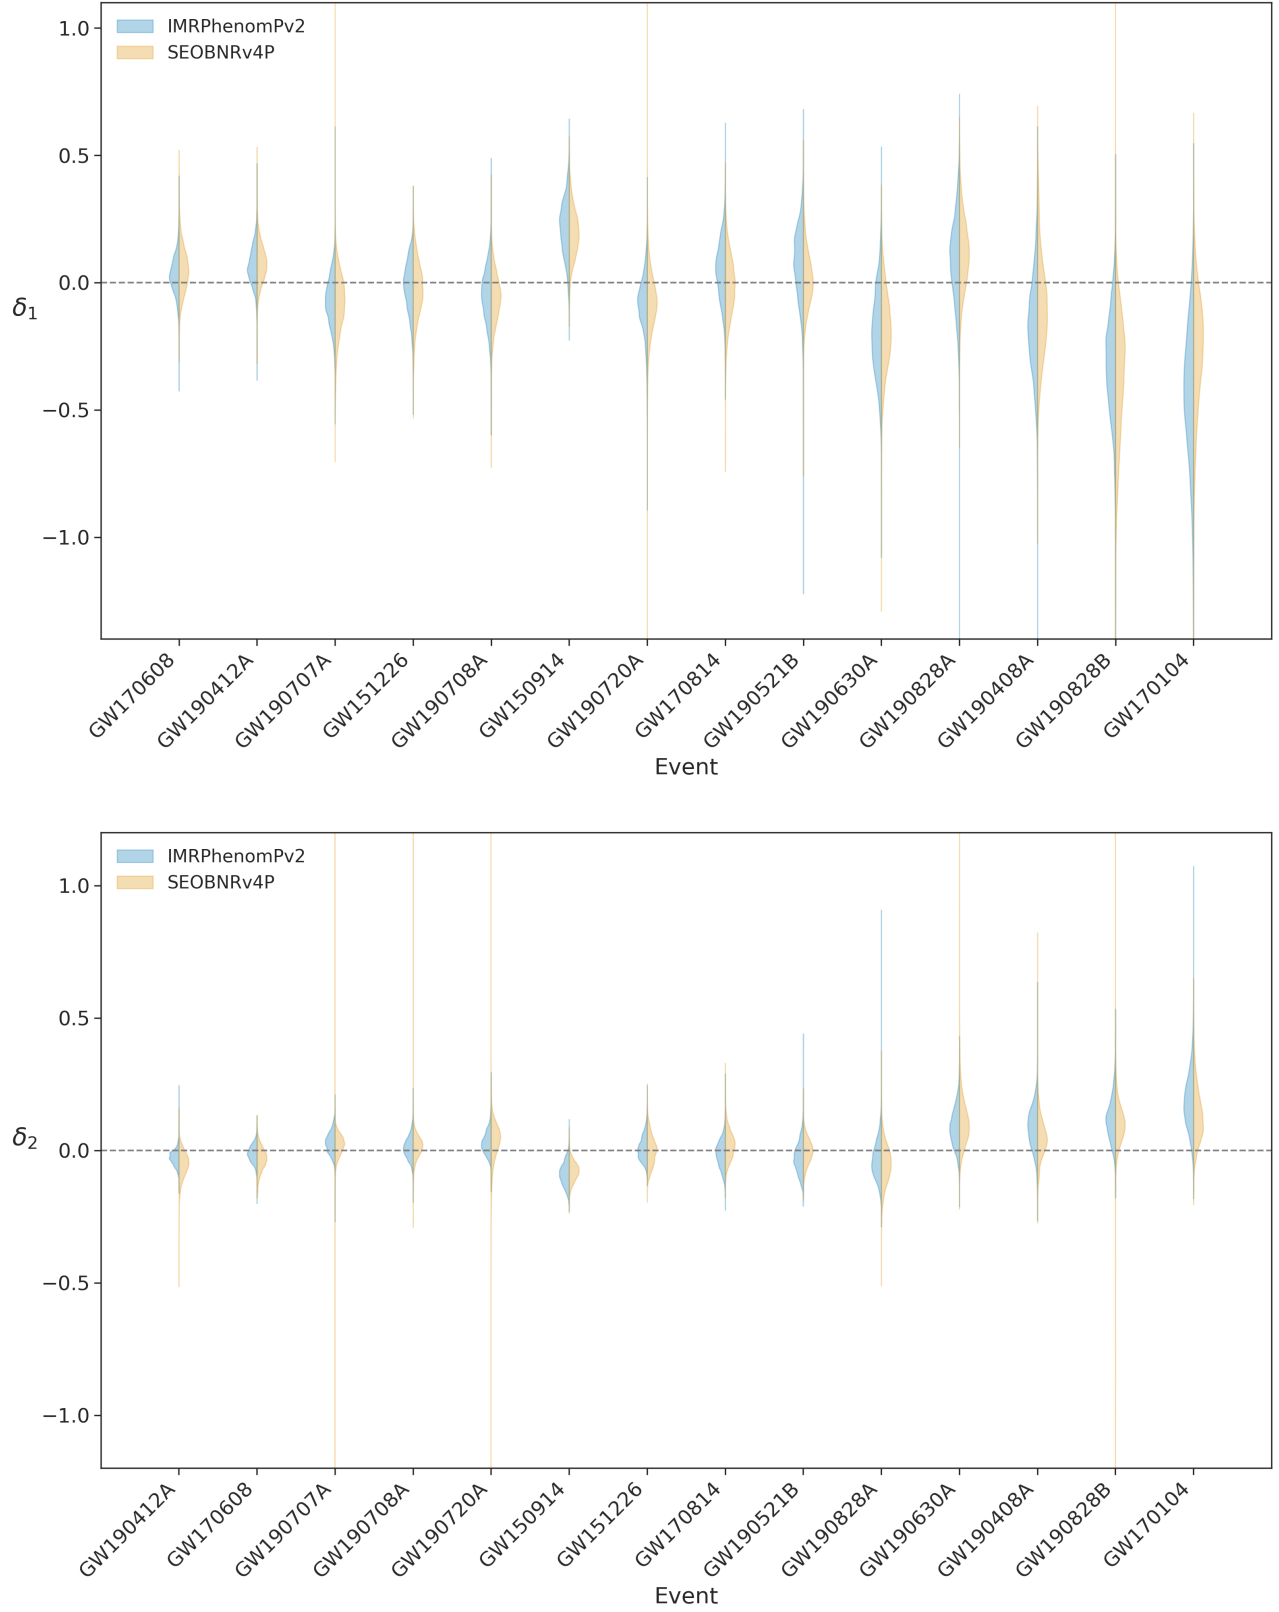 IMRPhenomPv2
SEOBNRv4P
1.0
0.5
0.0
−0.5
−1.0
δ1
GW170608
GW190412A
GW190707A
GW151226
GW190708A
GW150914
GW190720A
GW170814
GW190521B
GW190630A
GW190828A
GW190408A
GW190828B
GW170104
Event
IMRPhenomPv2
SEOBNRv4P
1.0
0.5
0.0
−0.5
−1.0
δ2
GW190412A
GW170608
GW190707A
GW190708A
GW190720A
GW150914
GW151226
GW170814
GW190521B
GW190828A
GW190630A
GW190408A
GW190828B
GW170104
Event